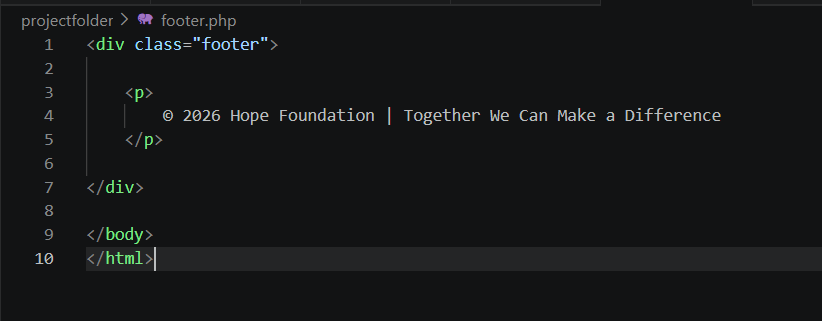 projectfolder > footer.php
1 <div class="footer">
2
3 <p>
4 © 2026 Hope Foundation | Together We Can Make a Difference
5 </p>
6
7 </div>
8
9 </body>
10 </html>